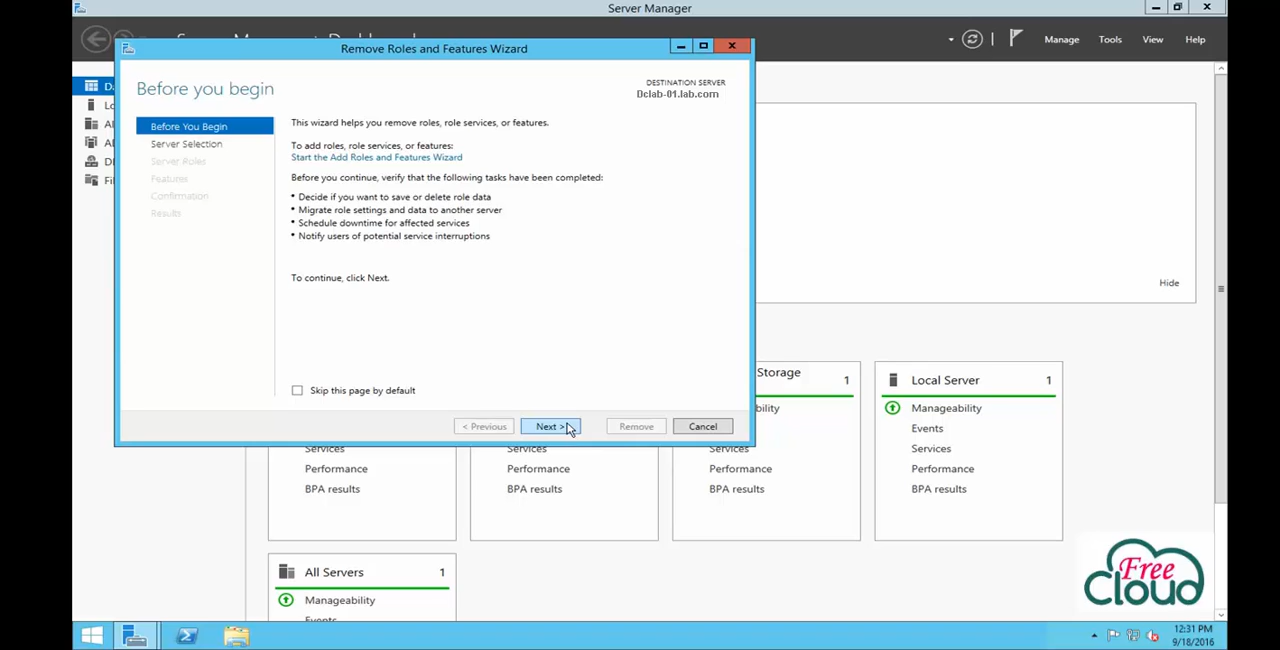 Server Manager
Manage Tools View Help
Remove Roles and Features Wizard
Before you begin
DESTINATION SERVER
Dclab-01.lab.com
Before You Begin
Server Selection
Server Roles
Features
Confirmation
Results
This wizard helps you remove roles, role services, or features.
To add roles, role services, or features:
Start the Add Roles and Features Wizard
Before you continue, verify that the following tasks have been completed:
• Decide if you want to save or delete role data
• Migrate role settings and data to another server
• Schedule downtime for affected services
• Notify users of potential service interruptions
To continue, click Next.
Skip this page by default
< Previous Next > Remove Cancel
Hide
Storage 1
Services
Performance
BPA results
Services
Performance
BPA results
Services
Performance
BPA results
Local Server 1
Manageability
Events
Services
Performance
BPA results
All Servers 1
Manageability
Events
Free
Cloud
12:31 PM
9/18/2016